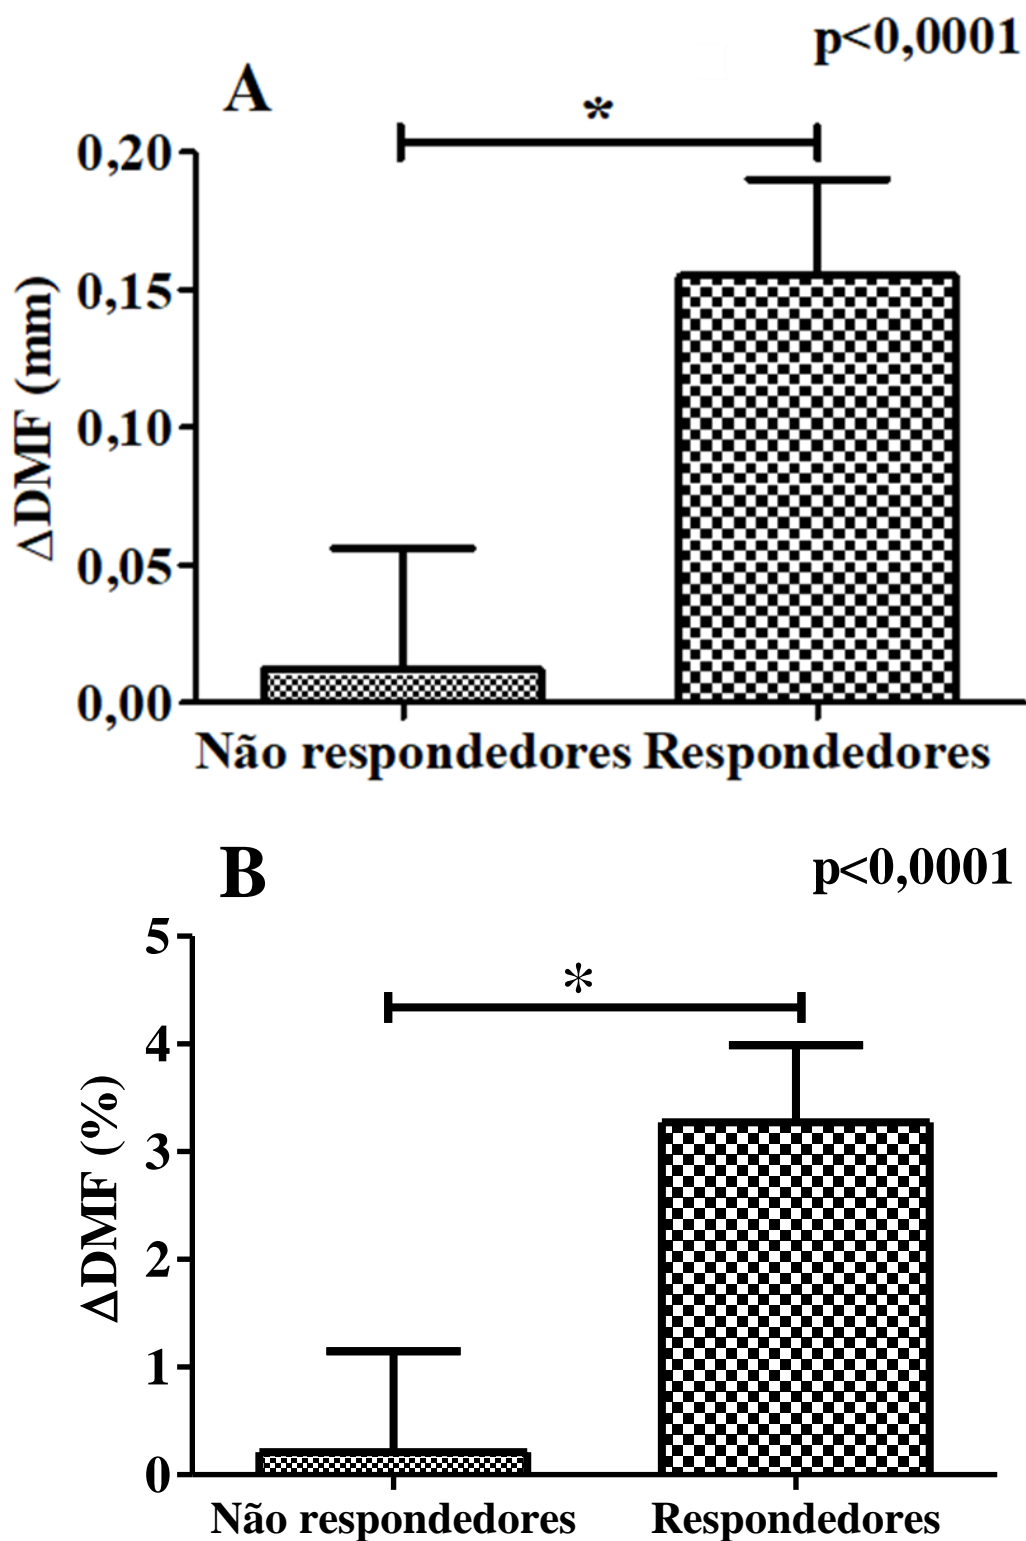 p<0,0001
A
*
0,20
0,15
0,10
0,05
0,00
ΔDMF (mm)
Não respondedores Respondedores
B
p<0,0001
*
5
4
3
2
1
0
ΔDMF (%)
Não respondedores Respondedores